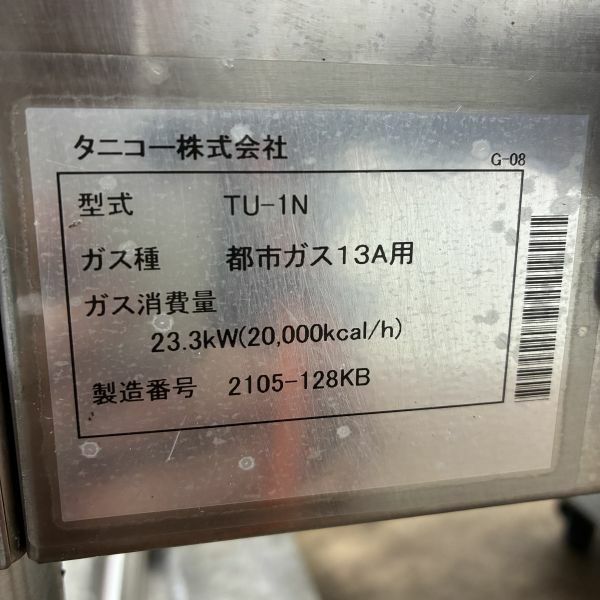 タニコー株式会社
G-08
型式 TU-1N
ガス種 都市ガス13A用
ガス消費量
23.3kW(20,000kcal/h)
製造番号 2105-128KB